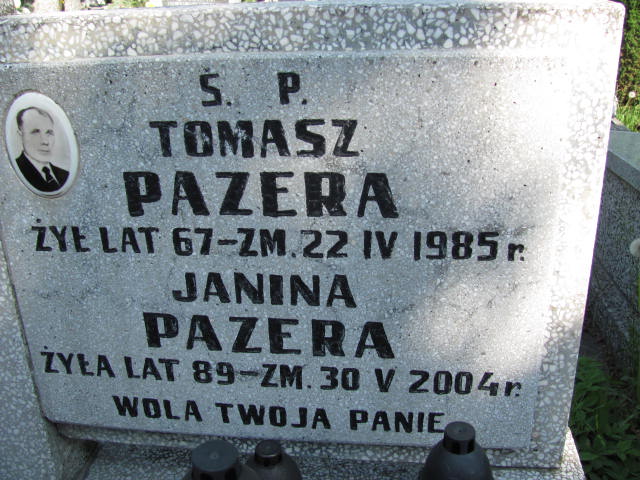 Ś. P.
TOMASZ
PAZERA
ŻYŁ LAT 67-ZM. 22 IV 1985 r.
JANINA
PAZERA
ŻYŁA LAT 89-ZM. 30 V 2004 r.
WOLA TWOJA PANIE